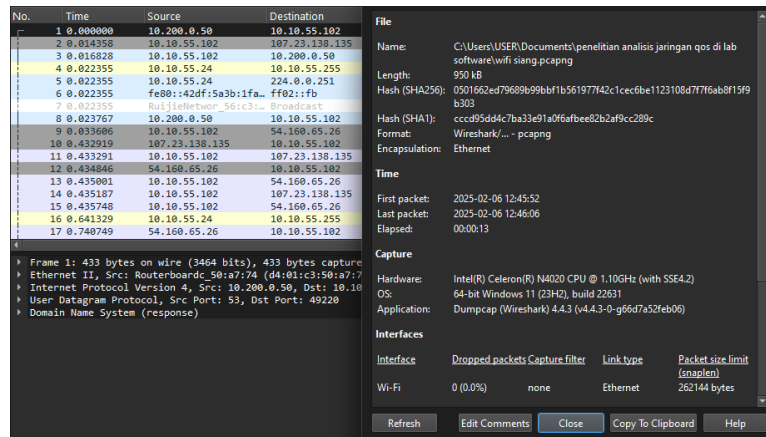 No. Time Source Destination
1 0.000000 10.200.0.50 10.10.55.102
2 0.014358 10.10.55.102 107.23.138.135
3 0.016828 10.10.55.102 10.200.0.50
4 0.022355 10.10.55.24 10.10.55.255
5 0.022355 10.10.55.24 224.0.0.251
6 0.022355 fe80::42df:5a3b:1fa… ff02::fb
7 0.022355 RuijieNetwor_56:c3:… Broadcast
8 0.023767 10.200.0.50 10.10.55.102
9 0.033606 10.10.55.102 54.160.65.26
10 0.432919 107.23.138.135 10.10.55.102
11 0.433291 10.10.55.102 107.23.138.135
12 0.434846 54.160.65.26 10.10.55.102
13 0.435001 10.10.55.102 54.160.65.26
14 0.435187 10.10.55.102 107.23.138.135
15 0.435748 10.10.55.102 54.160.65.26
16 0.641329 10.10.55.24 10.10.55.255
17 0.740749 54.160.65.26 10.10.55.102
Frame 1: 433 bytes on wire (3464 bits), 433 bytes capture
Ethernet II, Src: Routerboardc_50:a7:74 (d4:01:c3:50:a7:7
Internet Protocol Version 4, Src: 10.200.0.50, Dst: 10.10
User Datagram Protocol, Src Port: 53, Dst Port: 49220
Domain Name System (response)
File
Name: C:\Users\USER\Documents\penelitian analisis jaringan qos di lab
software\wifi siang.pcapng
Length: 950 kB
Hash (SHA256): 0501662ed79689b99bbf1b561977f42c1cec6be1123108d7f7f6ab8f15f9
b303
Hash (SHA1): cccd95dd4c7ba33e91a0f6afbee82b2af9cc289c
Format: Wireshark/... - pcapng
Encapsulation: Ethernet
Time
First packet: 2025-02-06 12:45:52
Last packet: 2025-02-06 12:46:06
Elapsed: 00:00:13
Capture
Hardware: Intel(R) Celeron(R) N4020 CPU @ 1.10GHz (with SSE4.2)
OS: 64-bit Windows 11 (23H2), build 22631
Application: Dumpcap (Wireshark) 4.4.3 (v4.4.3-0-g66d7a52feb06)
Interfaces
Interface Dropped packets Capture filter Link type Packet size limit
(snaplen)
Wi-Fi 0 (0.0%) none Ethernet 262144 bytes
Refresh Edit Comments Close Copy To Clipboard Help